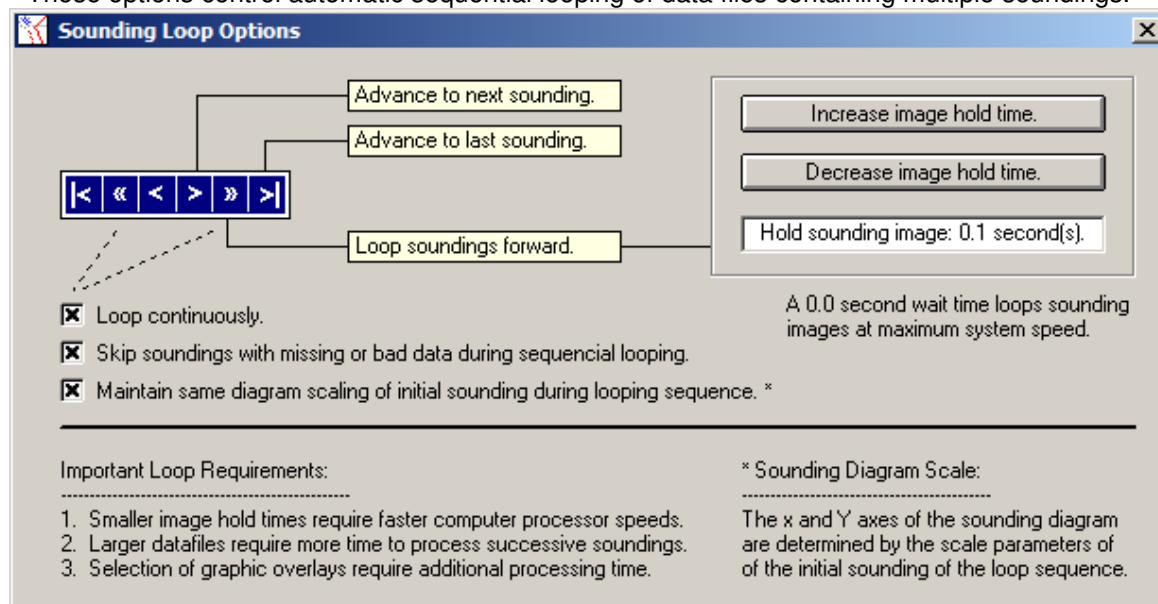 These options control automatic sequential looping of data files containing multiple soundings.
Sounding Loop Options
Advance to next sounding.
Advance to last sounding.
|< « < > » >|
Loop soundings forward.
Increase image hold time.
Decrease image hold time.
Hold sounding image: 0.1 second(s).
A 0.0 second wait time loops sounding
images at maximum system speed.
Loop continuously.
Skip soundings with missing or bad data during sequencial looping.
Maintain same diagram scaling of initial sounding during looping sequence. *
Important Loop Requirements:
--------------------------------------------------
1. Smaller image hold times require faster computer processor speeds.
2. Larger datafiles require more time to process successive soundings.
3. Selection of graphic overlays require additional processing time.
* Sounding Diagram Scale:
-------------------------------------------
The x and Y axes of the sounding diagram
are determined by the scale parameters of
of the initial sounding of the loop sequence.